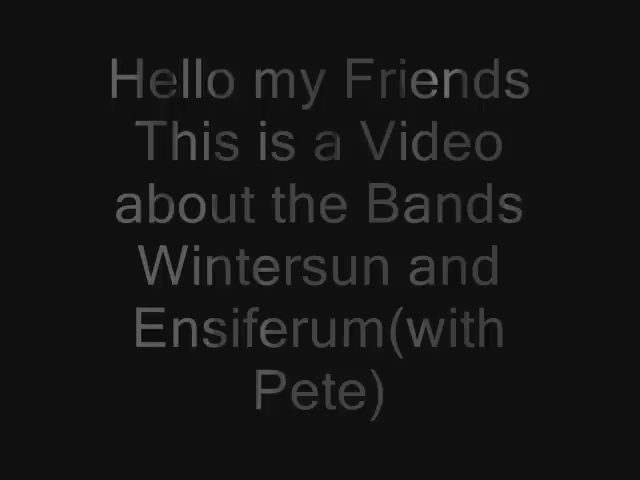 Hello my Friends
This is a Video
about the Bands
Wintersun and
Ensiferum(with
Pete)